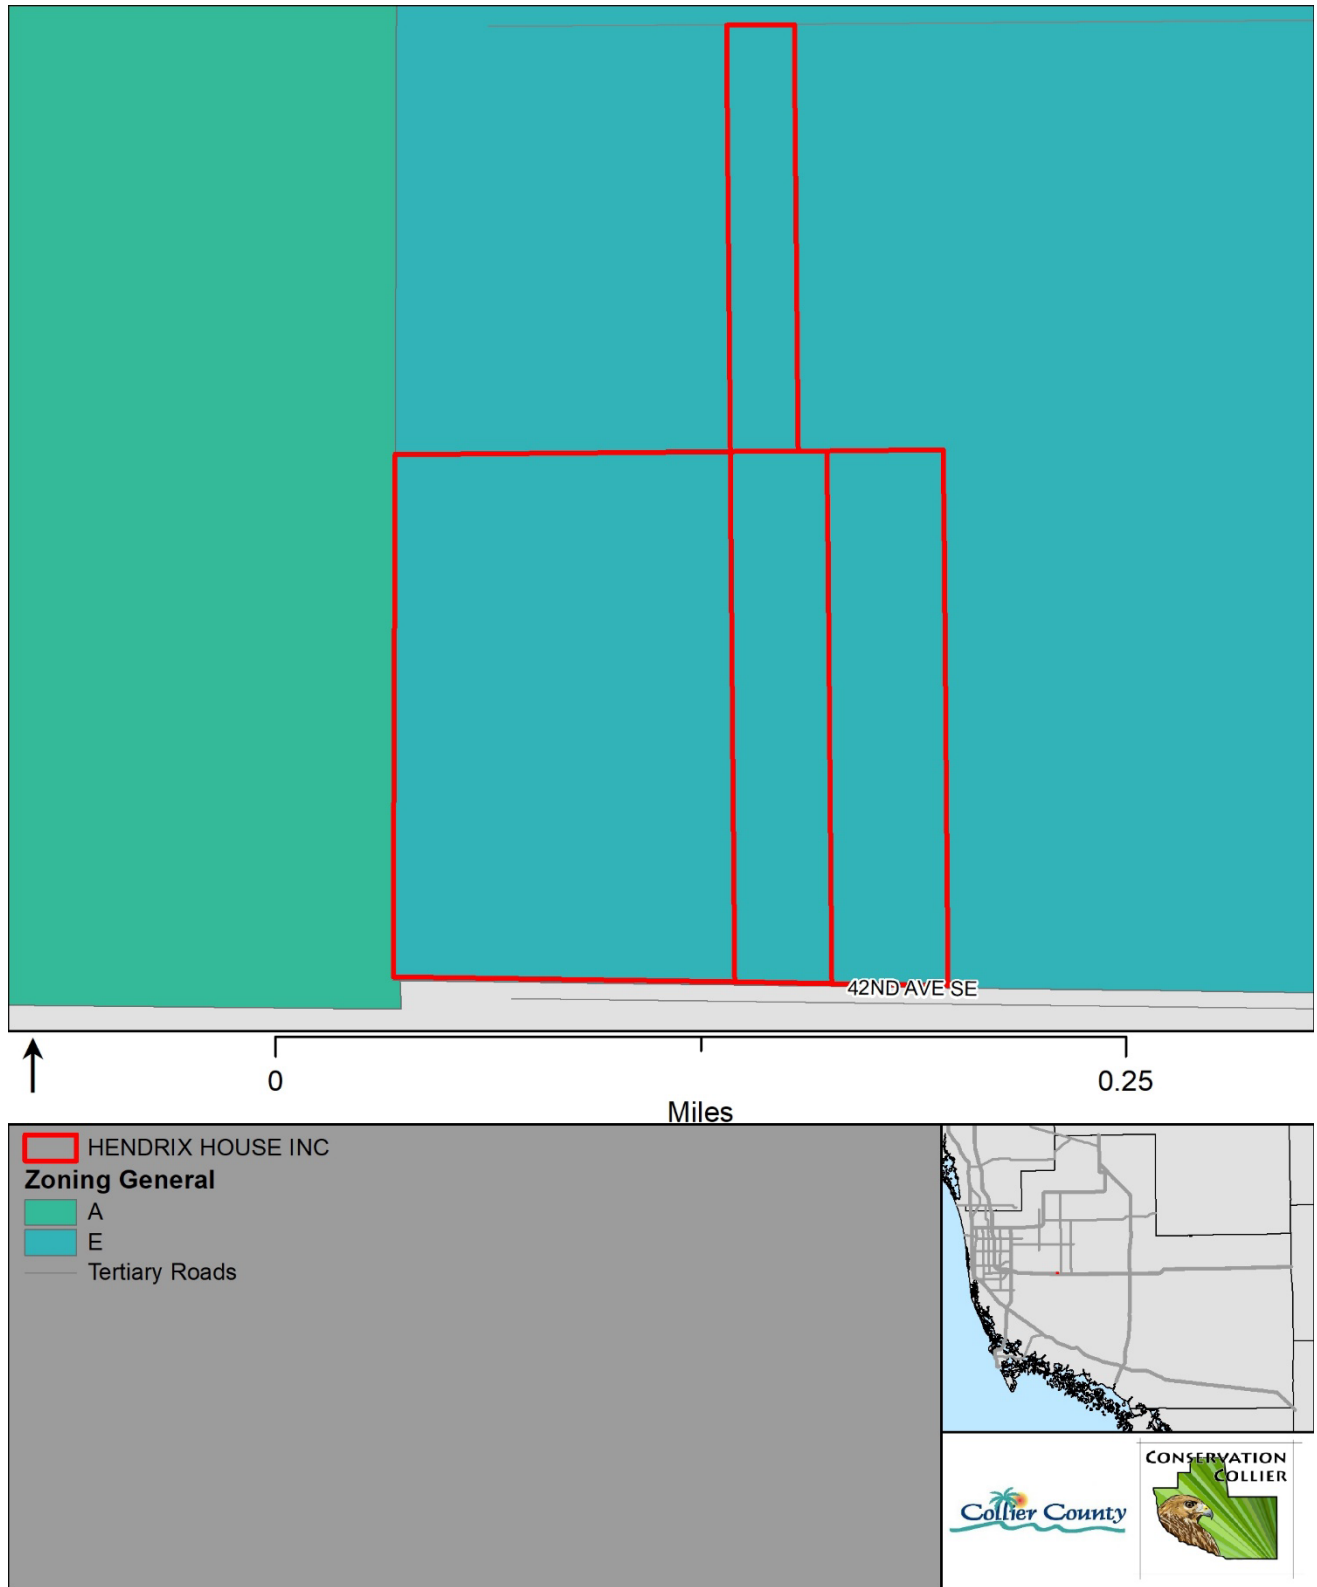 42ND AVE SE
0 0.25
Miles
HENDRIX HOUSE INC
Zoning General
A
E
Tertiary Roads
Collier County
CONSERVATION
COLLIER